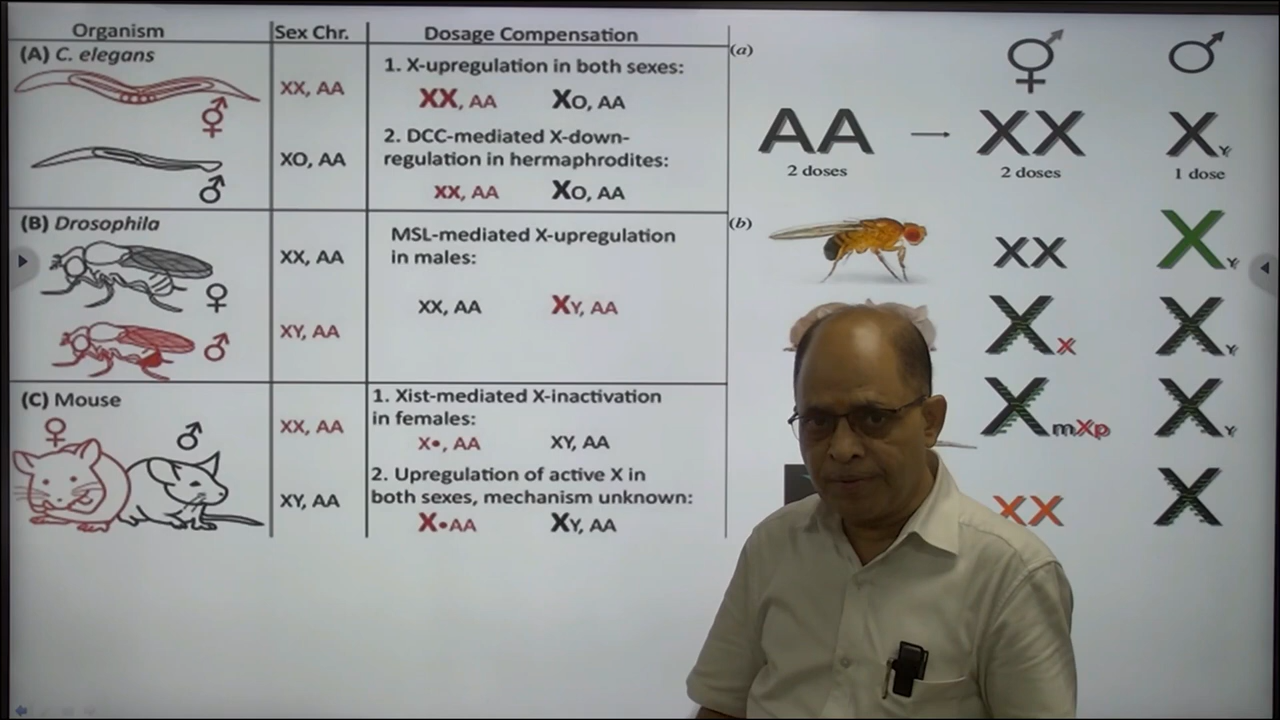 Organism Sex Chr. Dosage Compensation
(A) C. elegans
XX, AA
XO, AA
1. X-upregulation in both sexes:
XX, AA XO, AA
2. DCC-mediated X-down-
regulation in hermaphrodites:
XX, AA XO, AA
(B) Drosophila
XX, AA
XY, AA
MSL-mediated X-upregulation
in males:
XX, AA XY, AA
(C) Mouse
XX, AA
XY, AA
1. Xist-mediated X-inactivation
in females:
X•, AA XY, AA
2. Upregulation of active X in
both sexes, mechanism unknown:
X•AA XY, AA
(a)
AA → XX XY
2 doses 2 doses 1 dose
(b)
XX XY
Xx XY
XmXp XY
XX X